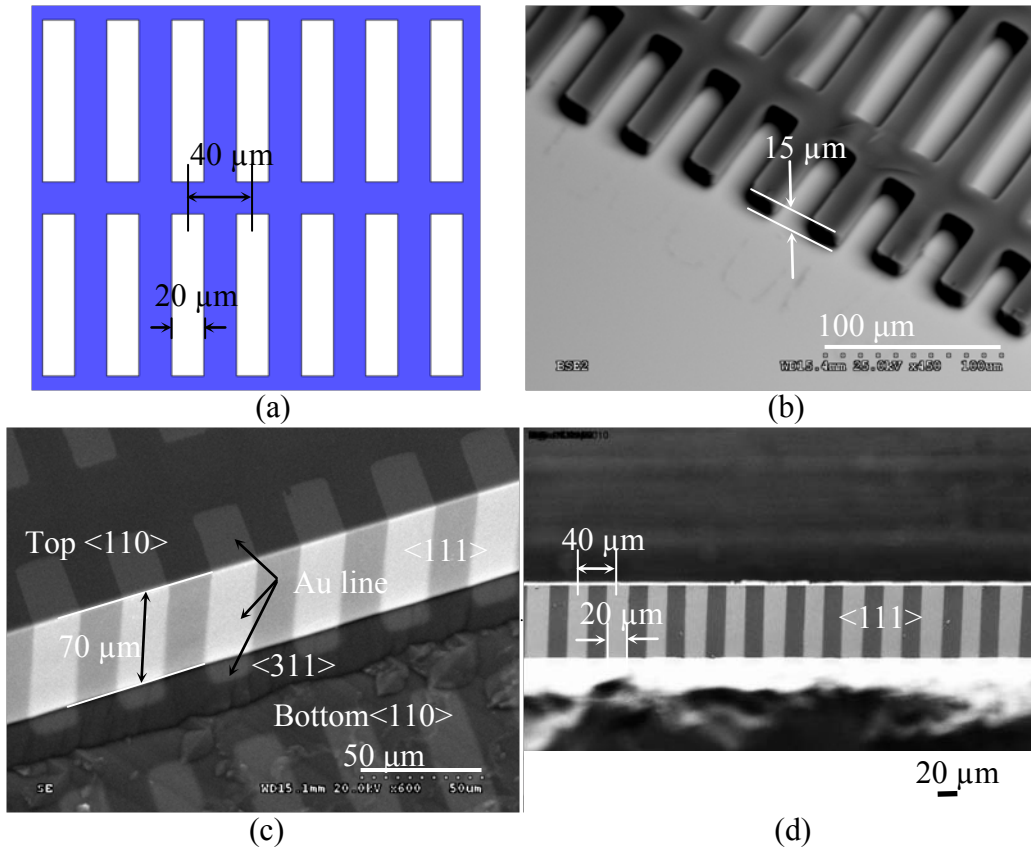 40 µm
20 µm
(a)
15 µm
100 µm
BSE2 WD15.4mm 25.0kV x450 100um
(b)
Top <110>
<111>
Au line
70 µm
<311>
Bottom<110>
50 µm
SE WD15.1mm 20.0kV x600 50um
(c)
40 µm
20 µm
<111>
20 µm
(d)